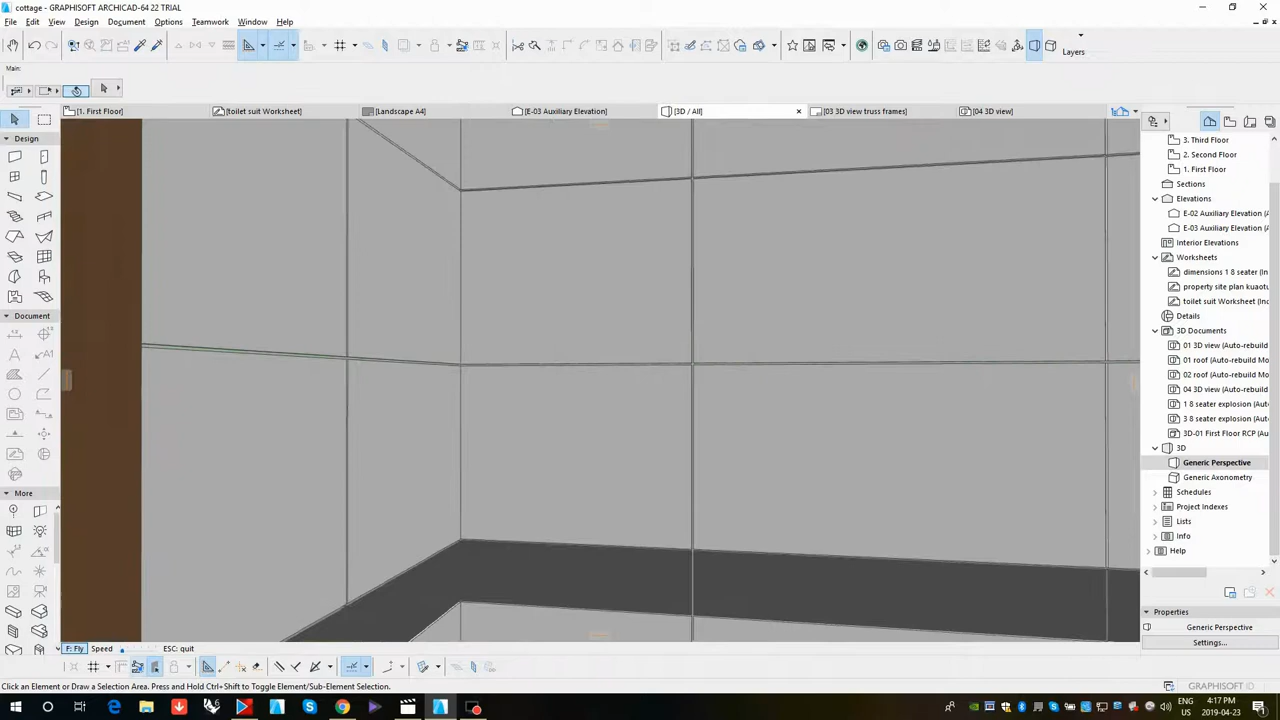 cottage - GRAPHISOFT ARCHICAD-64 22 TRIAL
File Edit View Design Document Options Teamwork Window Help
Layers
Main:
[1. First Floor]
[toilet suit Worksheet]
[Landscape A4]
[E-03 Auxiliary Elevation]
[3D / All]
[03 3D view truss frames]
[04 3D view]
Design
Document
More
3. Third Floor
2. Second Floor
1. First Floor
Sections
Elevations
E-02 Auxiliary Elevation (A
E-03 Auxiliary Elevation (
Interior Elevations
Worksheets
dimensions 1 8 seater (Ind
property site plan kuaotu
toilet suit Worksheet (Inc
Details
3D Documents
01 3D view (Auto-rebuild
01 roof (Auto-rebuild Mo
02 roof (Auto-rebuild Mo
04 3D view (Auto-rebuild
1 8 seater explosion (Aut
3 8 seater explosion (Aut
3D-01 First Floor RCP (Au
3D
Generic Perspective
Generic Axonometry
Schedules
Project Indexes
Lists
Info
Help
Properties
Generic Perspective
Settings...
F: Fly Speed ESC: quit
Click an Element or Draw a Selection Area. Press and Hold Ctrl+Shift to Toggle Element/Sub-Element Selection.
GRAPHISOFT
ENG
US
4:17 PM
2019-04-23